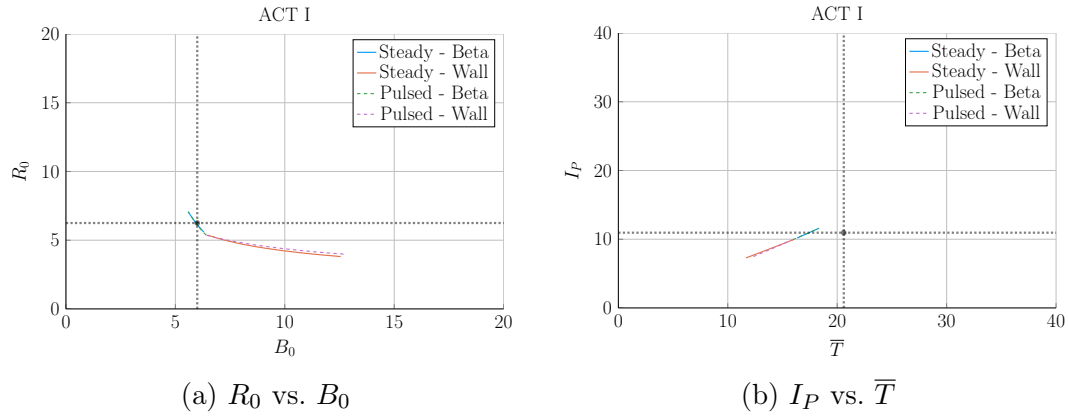 ACT I
20
15
10
5
0
R₀
Steady - Beta
Steady - Wall
Pulsed - Beta
Pulsed - Wall
0 5 10 15 20
B₀
(a) R₀ vs. B₀
ACT I
40
30
20
10
0
I_P
Steady - Beta
Steady - Wall
Pulsed - Beta
Pulsed - Wall
0 10 20 30 40
T̅
(b) I_P vs. T̅